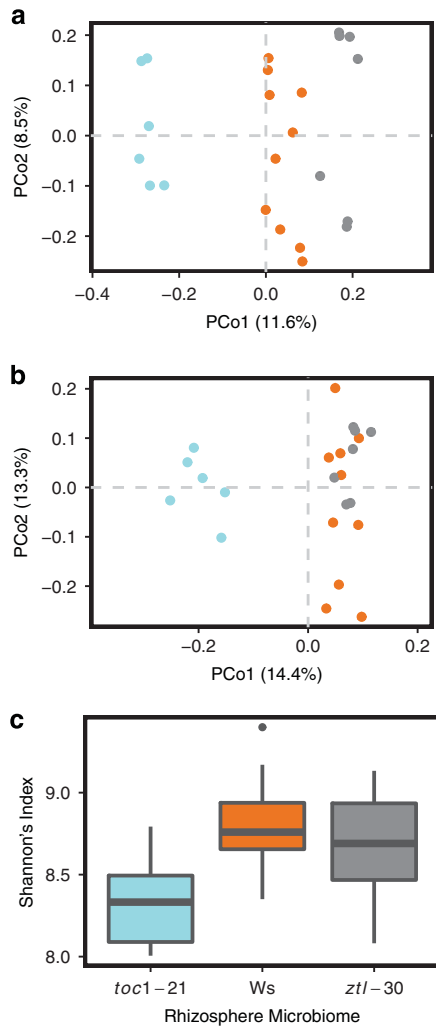 a
PCo2 (8.5%)
0.2
0.1
0.0
−0.1
−0.2
−0.4 −0.2 0.0 0.2
PCo1 (11.6%)
b
PCo2 (13.3%)
0.2
0.1
0.0
−0.1
−0.2
−0.2 0.0 0.2
PCo1 (14.4%)
c
Shannon's Index
9.0
8.5
8.0
toc1−21 Ws ztl−30
Rhizosphere Microbiome